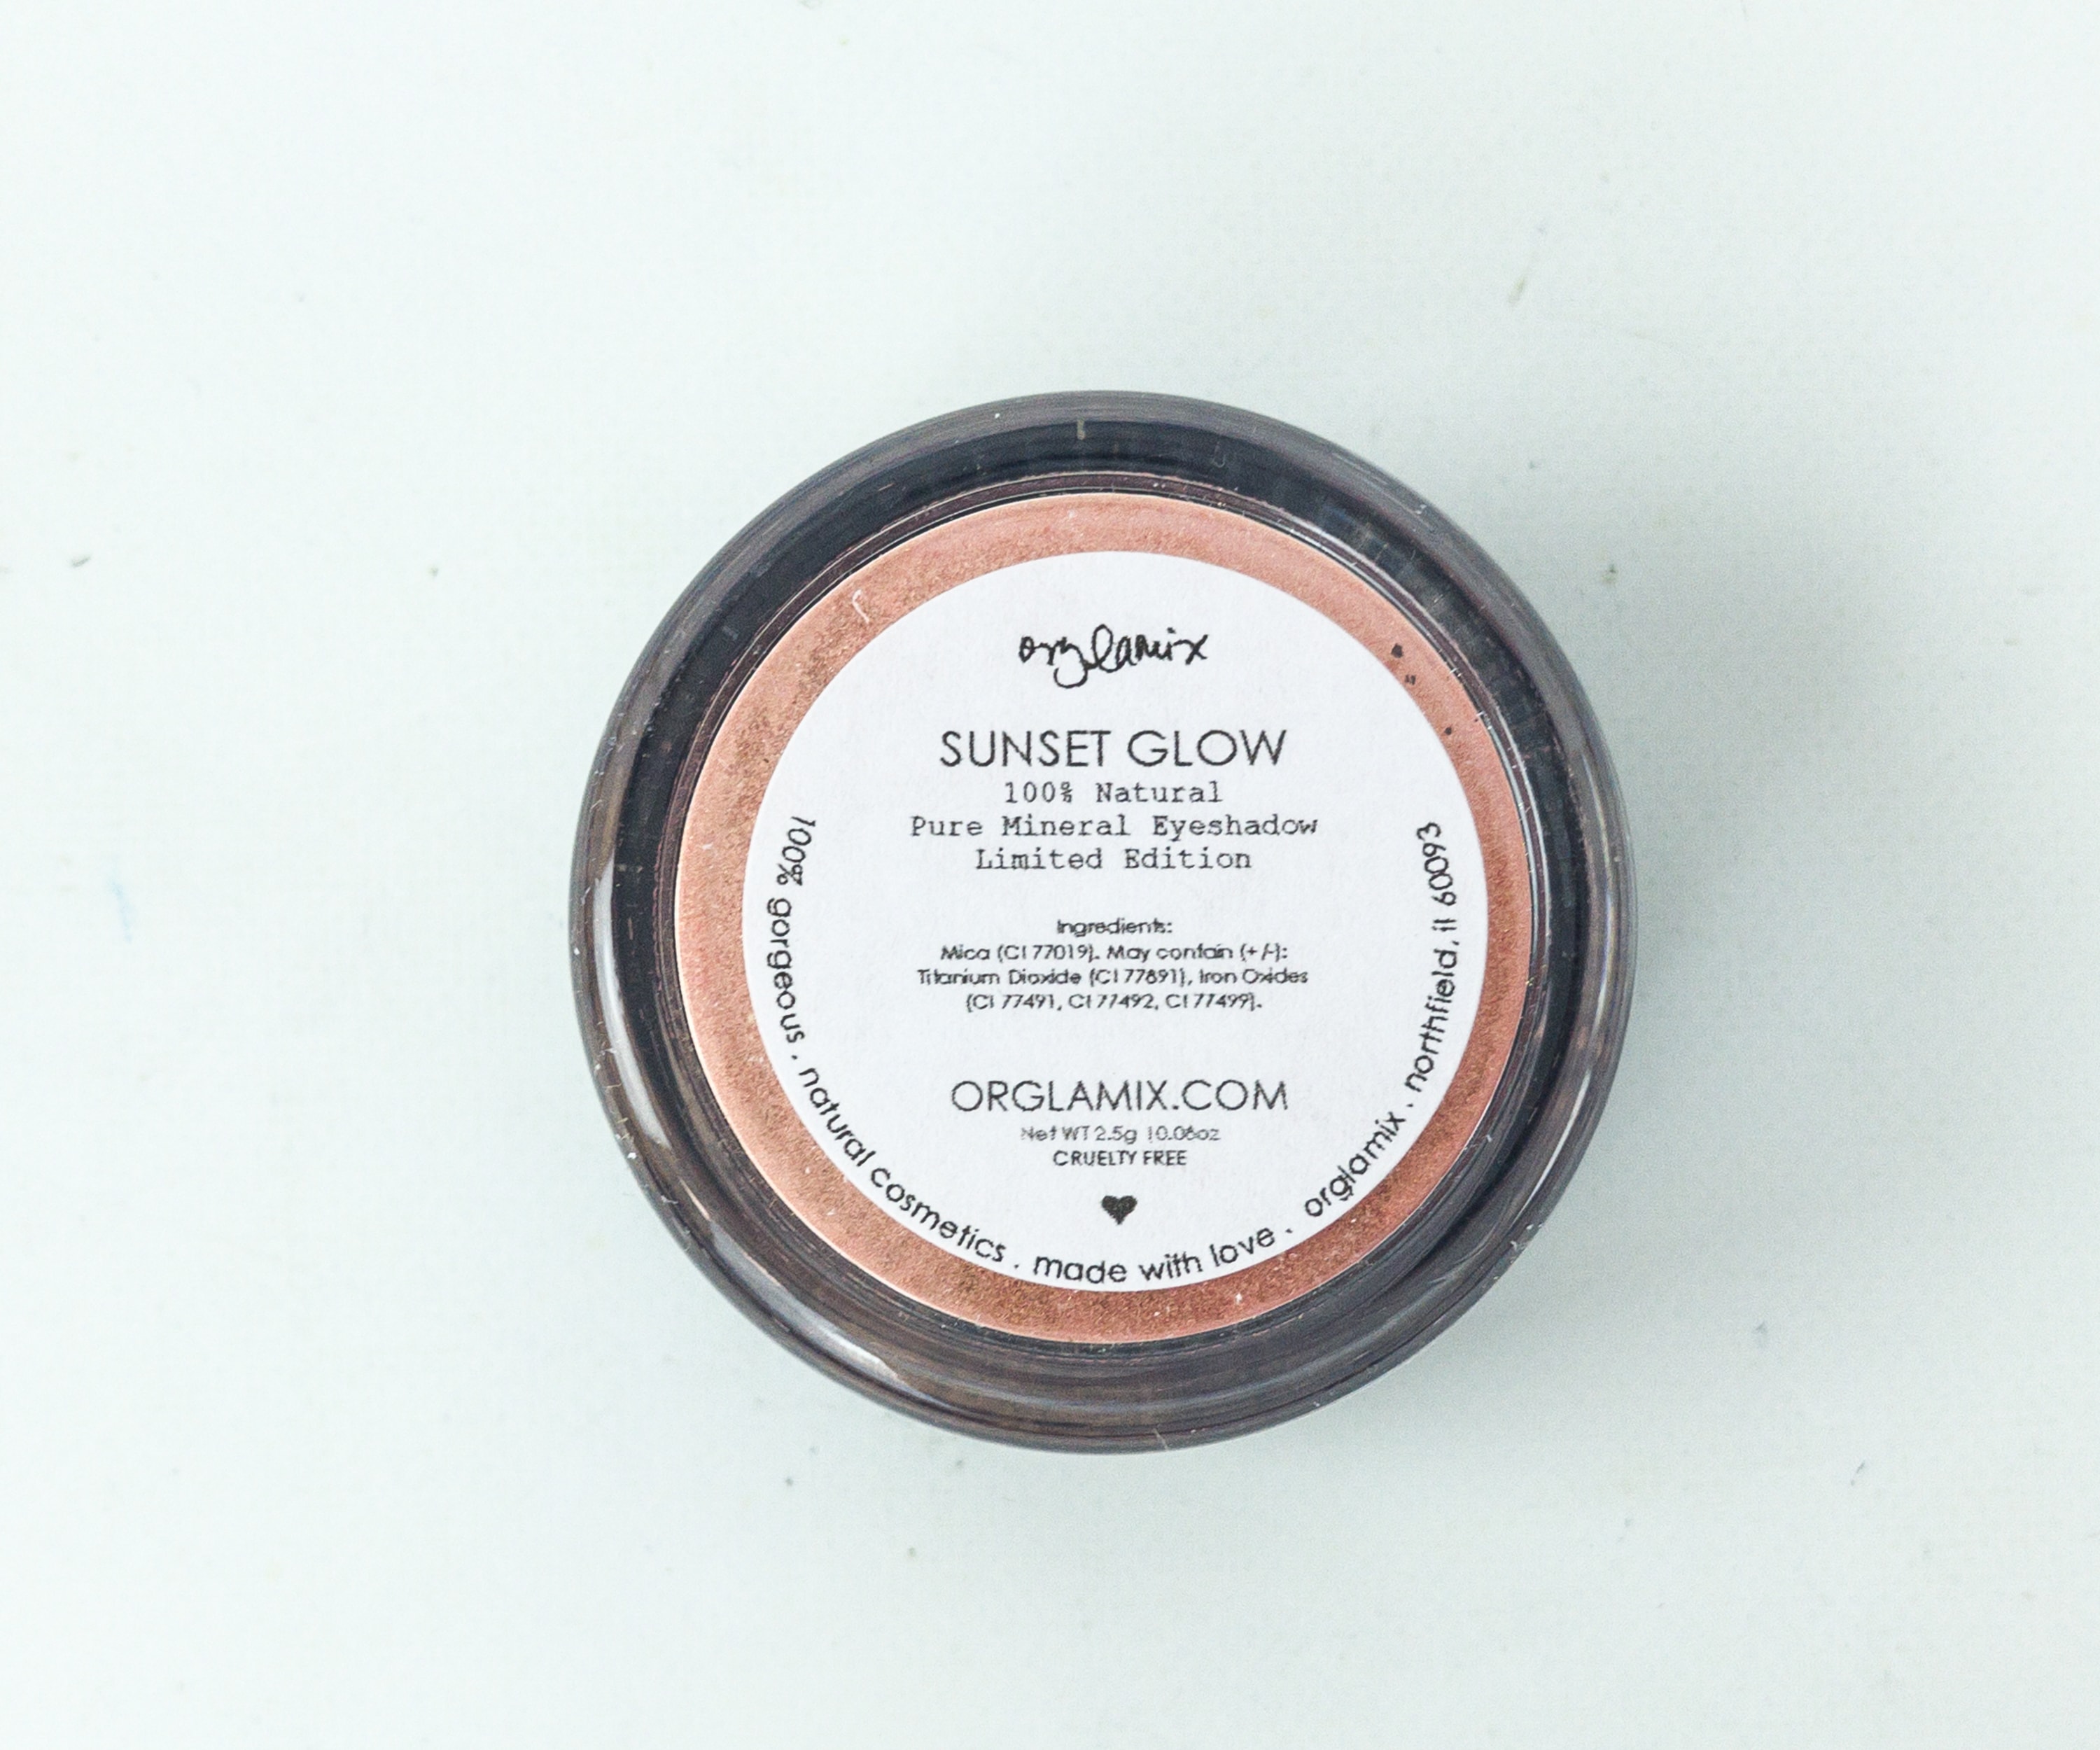 orglamix
SUNSET GLOW
100% Natural
Pure Mineral Eyeshadow
Limited Edition
Ingredients:
Mica (CI 77019). May contain (+/-):
Titanium Dioxide (CI 77891), Iron Oxides
(CI 77491, CI 77492, CI 77499).
ORGLAMIX.COM
Net WT 2.5g |0.08oz
CRUELTY FREE
100% gorgeous . natural cosmetics . made with love . orglamix . northfield, il 60093